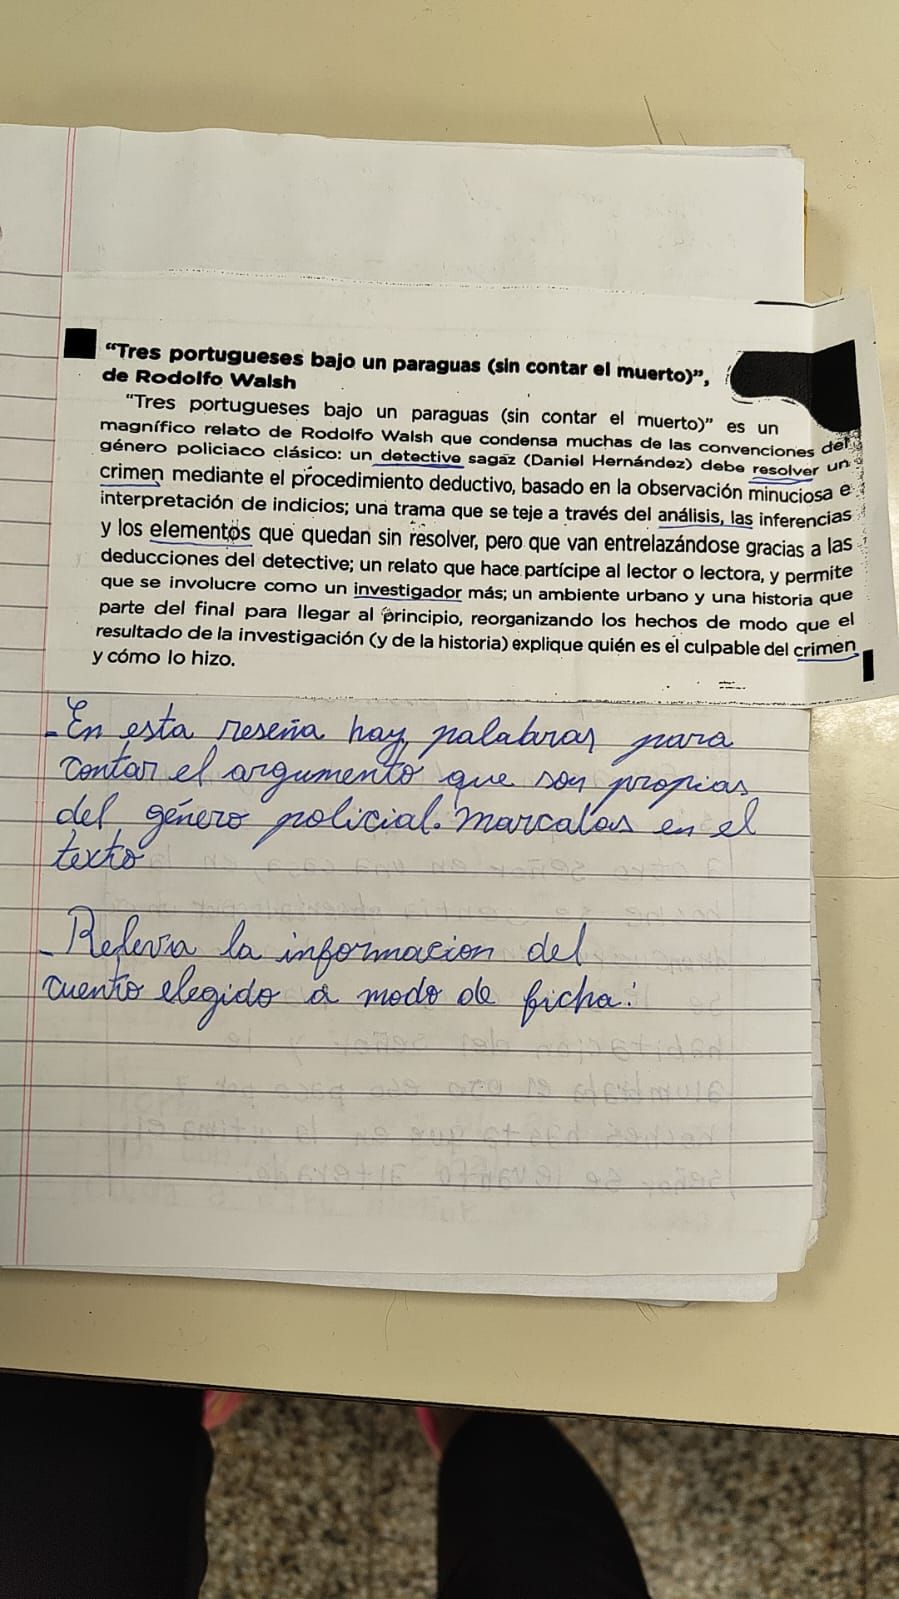 “Tres portugueses bajo un paraguas (sin contar el muerto)”,
de Rodolfo Walsh
“Tres portugueses bajo un paraguas (sin contar el muerto)” es un
magnífico relato de Rodolfo Walsh que condensa muchas de las convenciones del
género policiaco clásico: un detective sagaz (Daniel Hernández) debe resolver un
crimen mediante el procedimiento deductivo, basado en la observación minuciosa e
interpretación de indicios; una trama que se teje a través del análisis, las inferencias
y los elementos que quedan sin resolver, pero que van entrelazándose gracias a las
deducciones del detective; un relato que hace partícipe al lector o lectora, y permite
que se involucre como un investigador más; un ambiente urbano y una historia que
parte del final para llegar al principio, reorganizando los hechos de modo que el
resultado de la investigación (y de la historia) explique quién es el culpable del crimen
y cómo lo hizo.
- En esta reseña hay palabras para
contar el argumento que son propias
del género policial. Marcalas en el
texto
- Releva la informacion del
cuento elegido a modo de ficha: